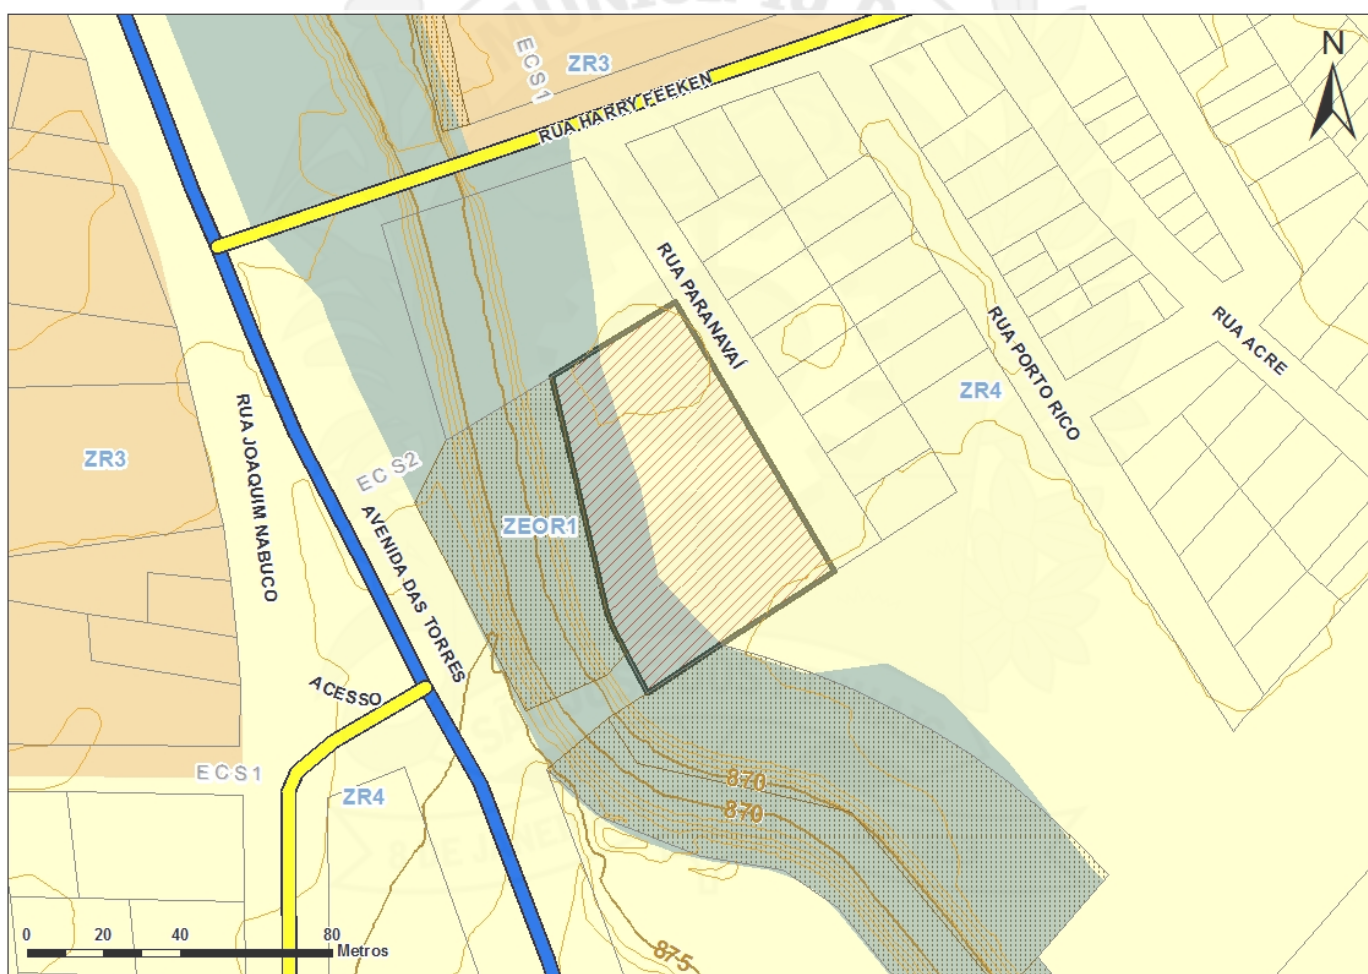 MUNICÍPIO
N
ECS1
ZR3
RUA HARRY FEEKEN
RUA PARANAVAÍ
RUA PORTO RICO
RUA ACRE
ZR4
ZR3
RUA JOAQUIM NABUCO
ECS2
AVENIDA DAS TORRES
ZEOR1
ACESSO
ECS1
ZR4
870
870
875
0 20 40 80
Metros